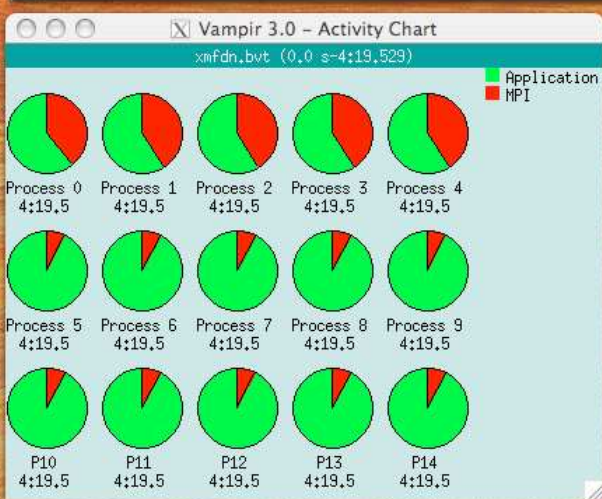 Vampir 3.0 - Activity Chart
xmfdn.bvt (0.0 s-4:19.529)
Application
MPI
Process 0 Process 1 Process 2 Process 3 Process 4
4:19.5 4:19.5 4:19.5 4:19.5 4:19.5
Process 5 Process 6 Process 7 Process 8 Process 9
4:19.5 4:19.5 4:19.5 4:19.5 4:19.5
P10 P11 P12 P13 P14
4:19.5 4:19.5 4:19.5 4:19.5 4:19.5